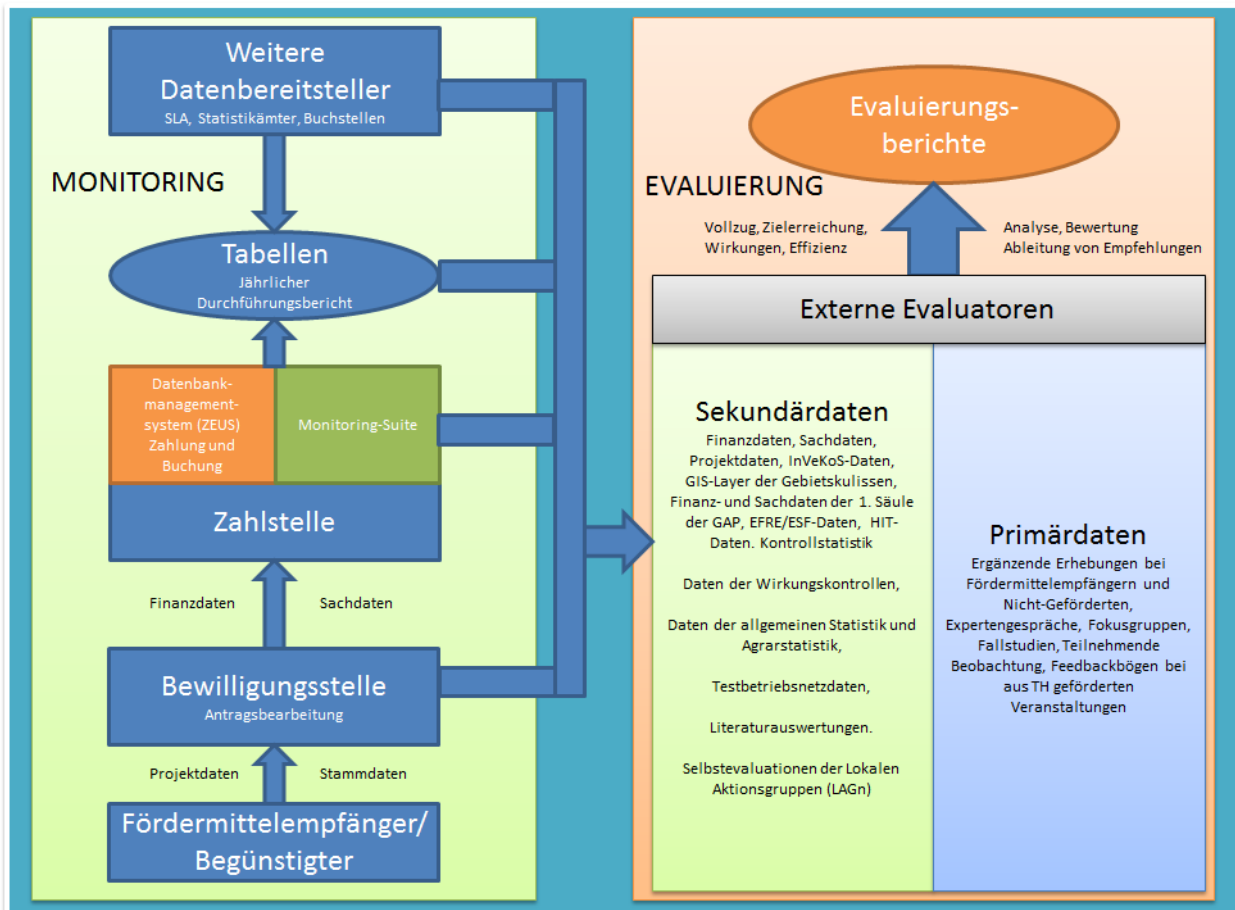 Weitere
Datenbereitsteller
SLA, Statistikämter, Buchstellen
MONITORING
Tabellen
Jährlicher
Durchführungsbericht
Datenbank-
management-
system (ZEUS)
Zahlung und
Buchung
Monitoring-Suite
Zahlstelle
Finanzdaten
Sachdaten
Bewilligungsstelle
Antragsbearbeitung
Projektdaten
Stammdaten
Fördermittelempfänger/
Begünstigter
Evaluierungs-
berichte
EVALUIERUNG
Vollzug, Zielerreichung,
Wirkungen, Effizienz
Analyse, Bewertung
Ableitung von Empfehlungen
Externe Evaluatoren
Sekundärdaten
Finanzdaten, Sachdaten,
Projektdaten, InVeKoS-Daten,
GIS-Layer der Gebietskulissen,
Finanz- und Sachdaten der 1. Säule
der GAP, EFRE/ESF-Daten, HIT-
Daten. Kontrollstatistik
Daten der Wirkungskontrollen,
Daten der allgemeinen Statistik und
Agrarstatistik,
Testbetriebsnetzdaten,
Literaturauswertungen.
Selbstevaluationen der Lokalen
Aktionsgruppen (LAGn)
Primärdaten
Ergänzende Erhebungen bei
Fördermittelempfängern und
Nicht-Geförderten,
Expertengespräche, Fokusgruppen,
Fallstudien, Teilnehmende
Beobachtung, Feedbackbögen bei
aus TH geförderten
Veranstaltungen